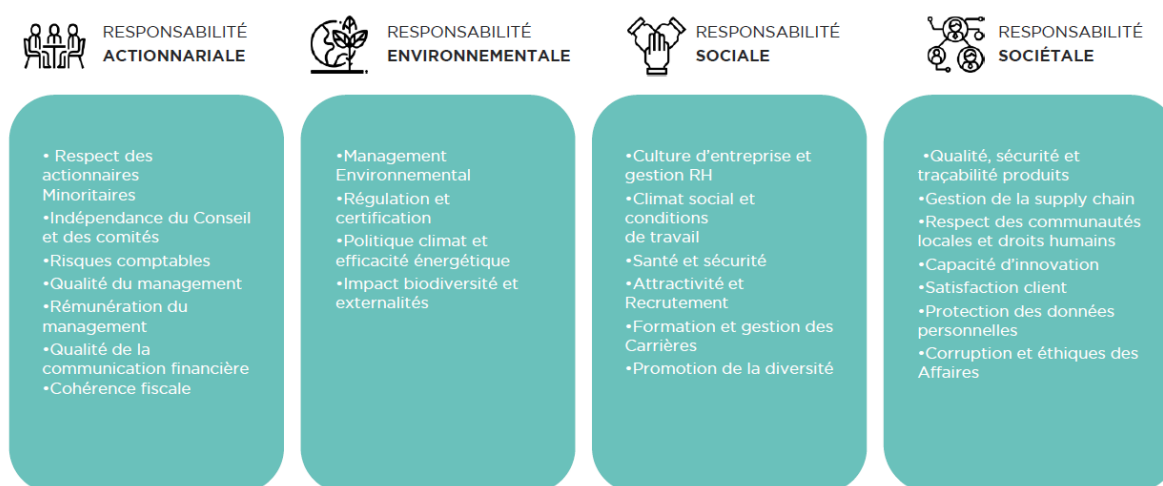 RESPONSABILITÉ
ACTIONNARIALE
• Respect des
actionnaires
Minoritaires
•Indépendance du Conseil
et des comités
•Risques comptables
•Qualité du management
•Rémunération du
management
•Qualité de la
communication financière
•Cohérence fiscale
RESPONSABILITÉ
ENVIRONNEMENTALE
•Management
Environnemental
•Régulation et
certification
•Politique climat et
efficacité énergétique
•Impact biodiversité et
externalités
RESPONSABILITÉ
SOCIALE
•Culture d'entreprise et
gestion RH
•Climat social et
conditions
de travail
•Santé et sécurité
•Attractivité et
Recrutement
•Formation et gestion des
Carrières
•Promotion de la diversité
RESPONSABILITÉ
SOCIÉTALE
•Qualité, sécurité et
traçabilité produits
•Gestion de la supply chain
•Respect des communautés
locales et droits humains
•Capacité d'innovation
•Satisfaction client
•Protection des données
personnelles
•Corruption et éthiques des
Affaires